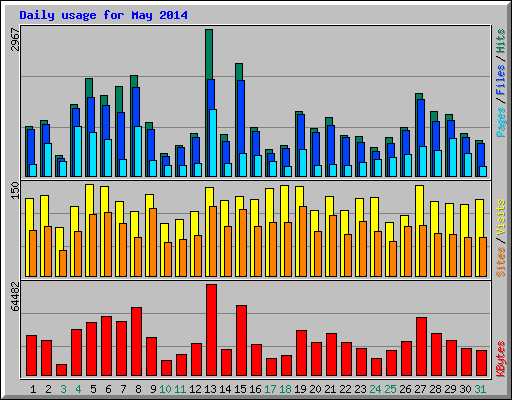 Daily usage for May 2014
2967
Pages / Files / Hits
150
Sites / Visits
64482
KBytes
1 2 3 4 5 6 7 8 9 10 11 12 13 14 15 16 17 18 19 20 21 22 23 24 25 26 27 28 29 30 31